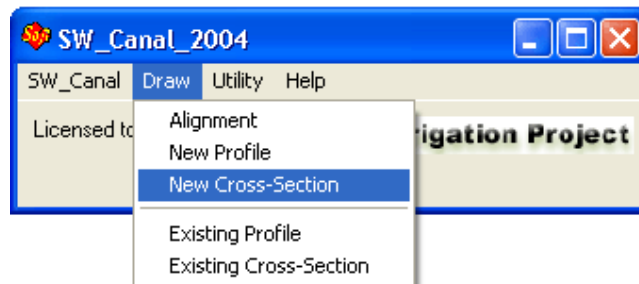 SW_Canal_2004
SW_Canal Draw Utility Help
Licensed to
rigation Project
Alignment
New Profile
New Cross-Section
Existing Profile
Existing Cross-Section